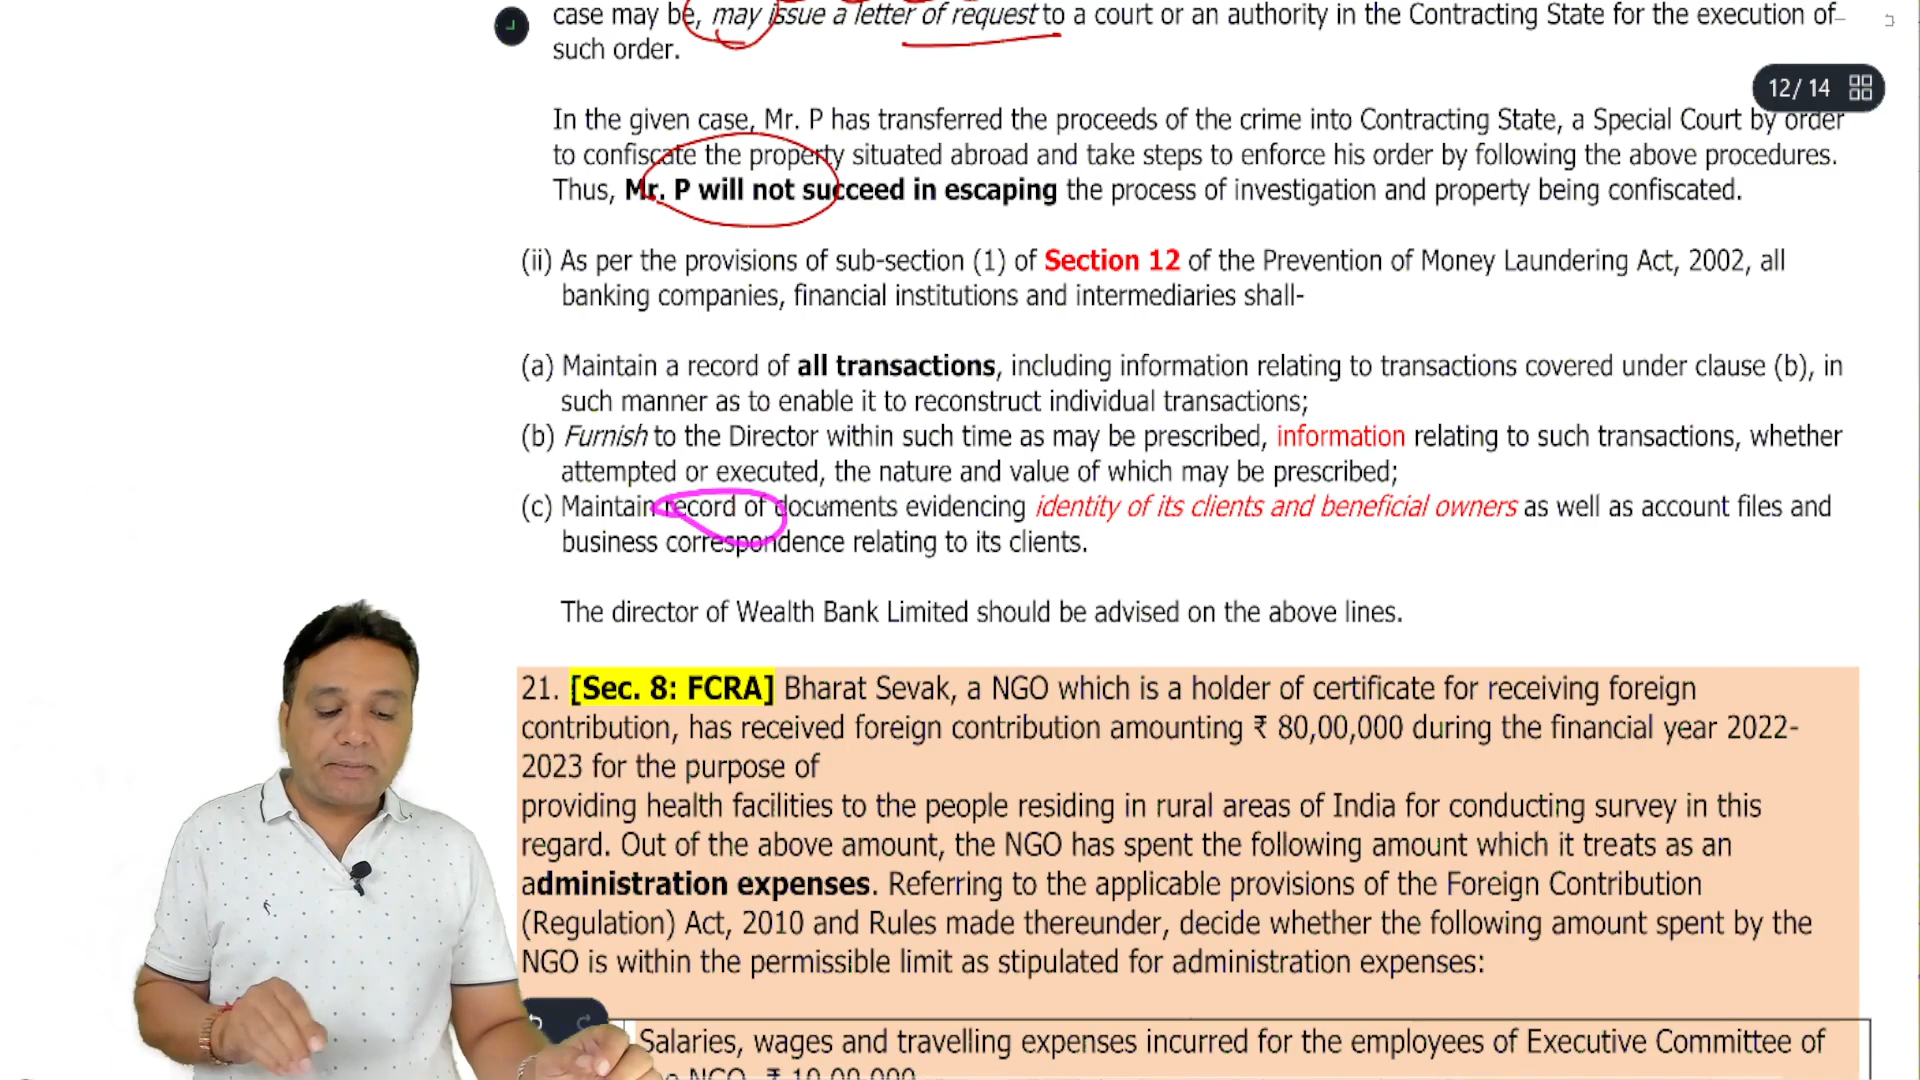 case may be, may issue a letter of request to a court or an authority in the Contracting State for the execution of
such order.
12/ 14
In the given case, Mr. P has transferred the proceeds of the crime into Contracting State, a Special Court by order
to confiscate the property situated abroad and take steps to enforce his order by following the above procedures.
Thus, Mr. P will not succeed in escaping the process of investigation and property being confiscated.
(ii) As per the provisions of sub-section (1) of Section 12 of the Prevention of Money Laundering Act, 2002, all
banking companies, financial institutions and intermediaries shall-
(a) Maintain a record of all transactions, including information relating to transactions covered under clause (b), in
such manner as to enable it to reconstruct individual transactions;
(b) Furnish to the Director within such time as may be prescribed, information relating to such transactions, whether
attempted or executed, the nature and value of which may be prescribed;
(c) Maintain record of documents evidencing identity of its clients and beneficial owners as well as account files and
business correspondence relating to its clients.
The director of Wealth Bank Limited should be advised on the above lines.
21. [Sec. 8: FCRA] Bharat Sevak, a NGO which is a holder of certificate for receiving foreign
contribution, has received foreign contribution amounting ₹ 80,00,000 during the financial year 2022-
2023 for the purpose of
providing health facilities to the people residing in rural areas of India for conducting survey in this
regard. Out of the above amount, the NGO has spent the following amount which it treats as an
administration expenses. Referring to the applicable provisions of the Foreign Contribution
(Regulation) Act, 2010 and Rules made thereunder, decide whether the following amount spent by the
NGO is within the permissible limit as stipulated for administration expenses:
Salaries, wages and travelling expenses incurred for the employees of Executive Committee of
NGO, ₹ 10,00,000